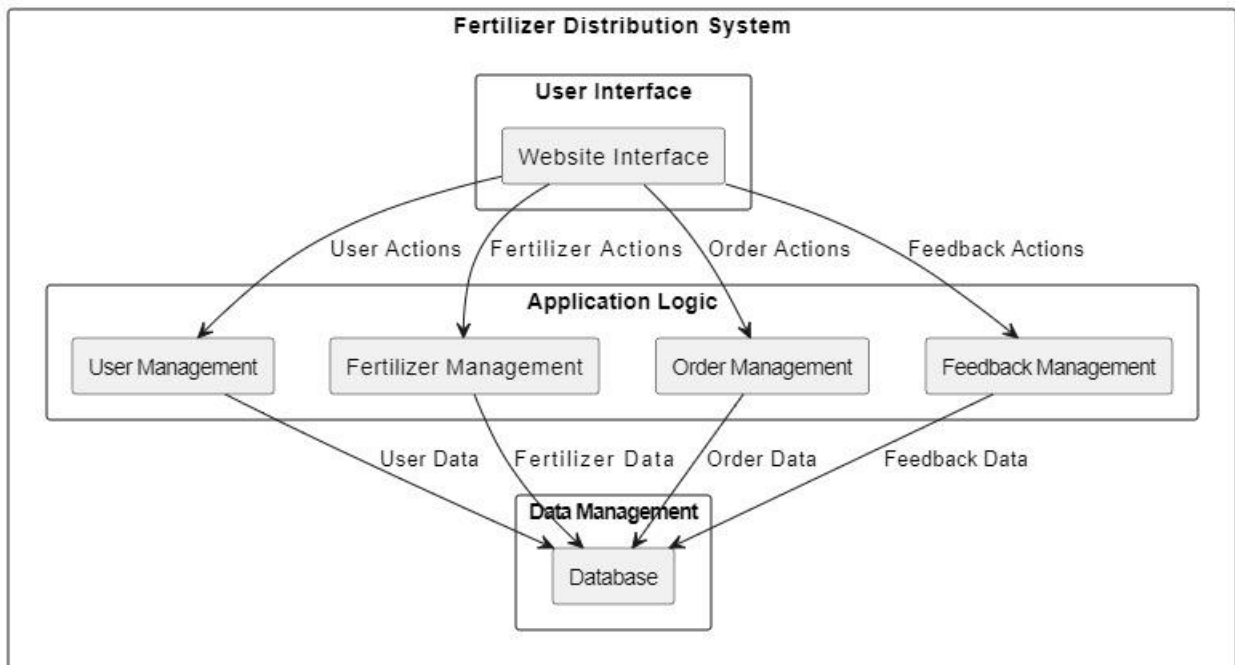 Fertilizer Distribution System
User Interface
Website Interface
User Actions
Fertilizer Actions
Order Actions
Feedback Actions
Application Logic
User Management
Fertilizer Management
Order Management
Feedback Management
User Data
Fertilizer Data
Order Data
Feedback Data
Data Management
Database